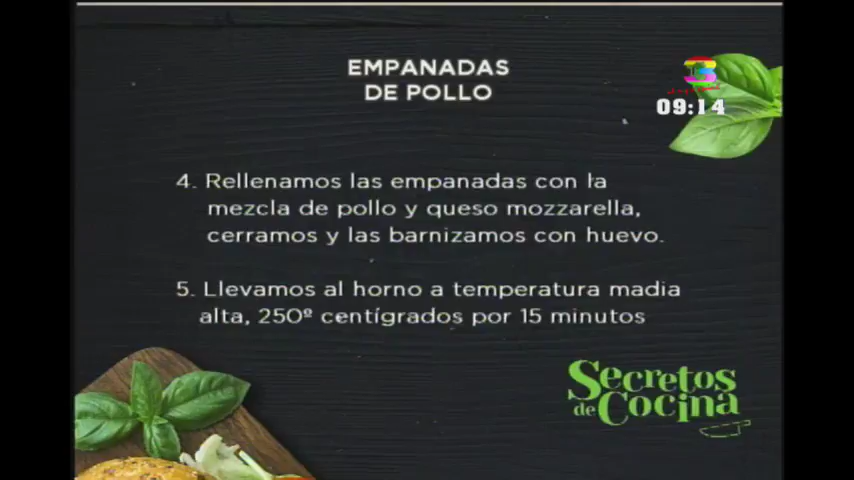 EMPANADAS
DE POLLO
09:14
4. Rellenamos las empanadas con la
mezcla de pollo y queso mozzarella,
cerramos y las barnizamos con huevo.
5. Llevamos al horno a temperatura madia
alta, 250º centígrados por 15 minutos
Secretos
de Cocina